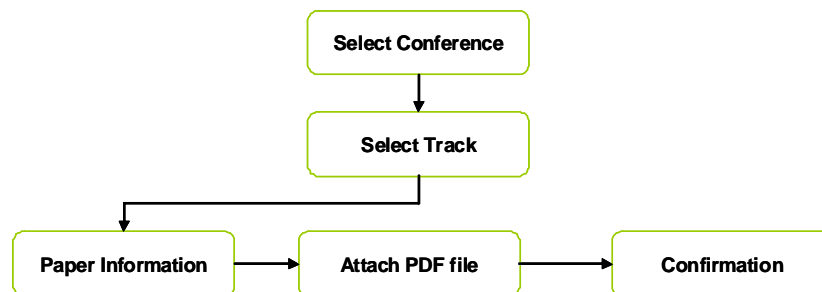 Select Conference
Select Track
Paper Information
Attach PDF file
Confirmation